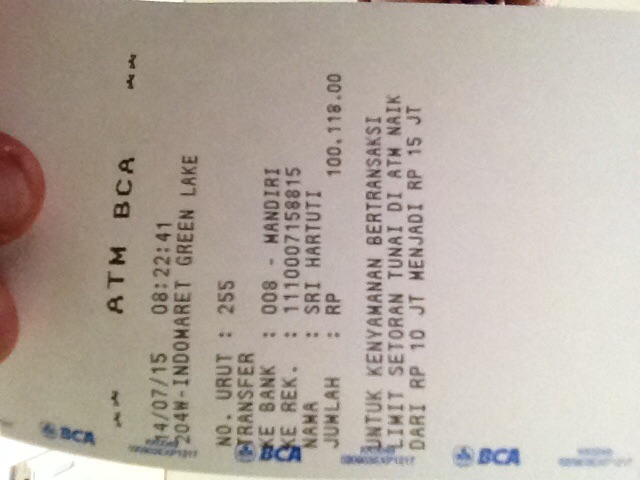 ATM BCA
14/07/15 08:22:41
204W-INDOMARET GREEN LAKE
NO. URUT : 255
TRANSFER
KE BANK : 008 - MANDIRI
KE REK. : 1110007158815
NAMA : SRI HARTUTI
JUMLAH : RP 100,118.00
UNTUK KENYAMANAN BERTRANSAKSI
LIMIT SETORAN TUNAI DI ATM NAIK
DARI RP 10 JT MENJADI RP 15 JT
BCA
BCA
BCA